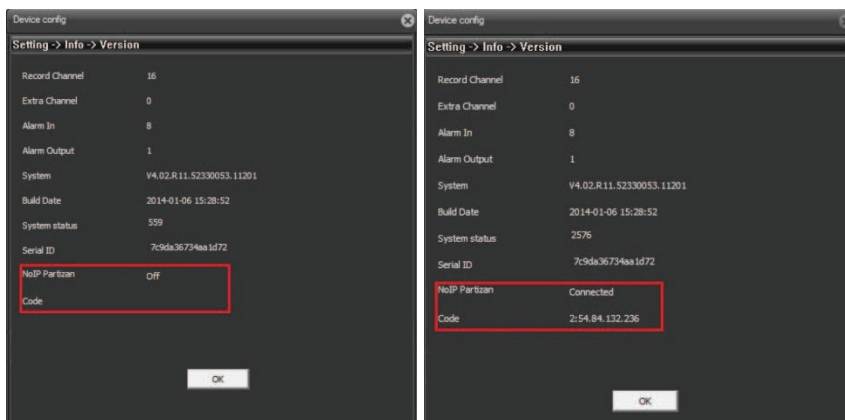 Device config
Setting -> Info -> Version
Record Channel 16
Extra Channel 0
Alarm In 8
Alarm Output 1
System V4.02.R11.52330053.11201
Build Date 2014-01-06 15:28:52
System status 559
Serial ID 7c9da36734aa1d72
NoIP Partizan Off
Code
OK
Device config
Setting -> Info -> Version
Record Channel 16
Extra Channel 0
Alarm In 8
Alarm Output 1
System V4.02.R11.52330053.11201
Build Date 2014-01-06 15:28:52
System status 2576
Serial ID 7c9da36734aa1d72
NoIP Partizan Connected
Code 2:54.84.132.236
OK